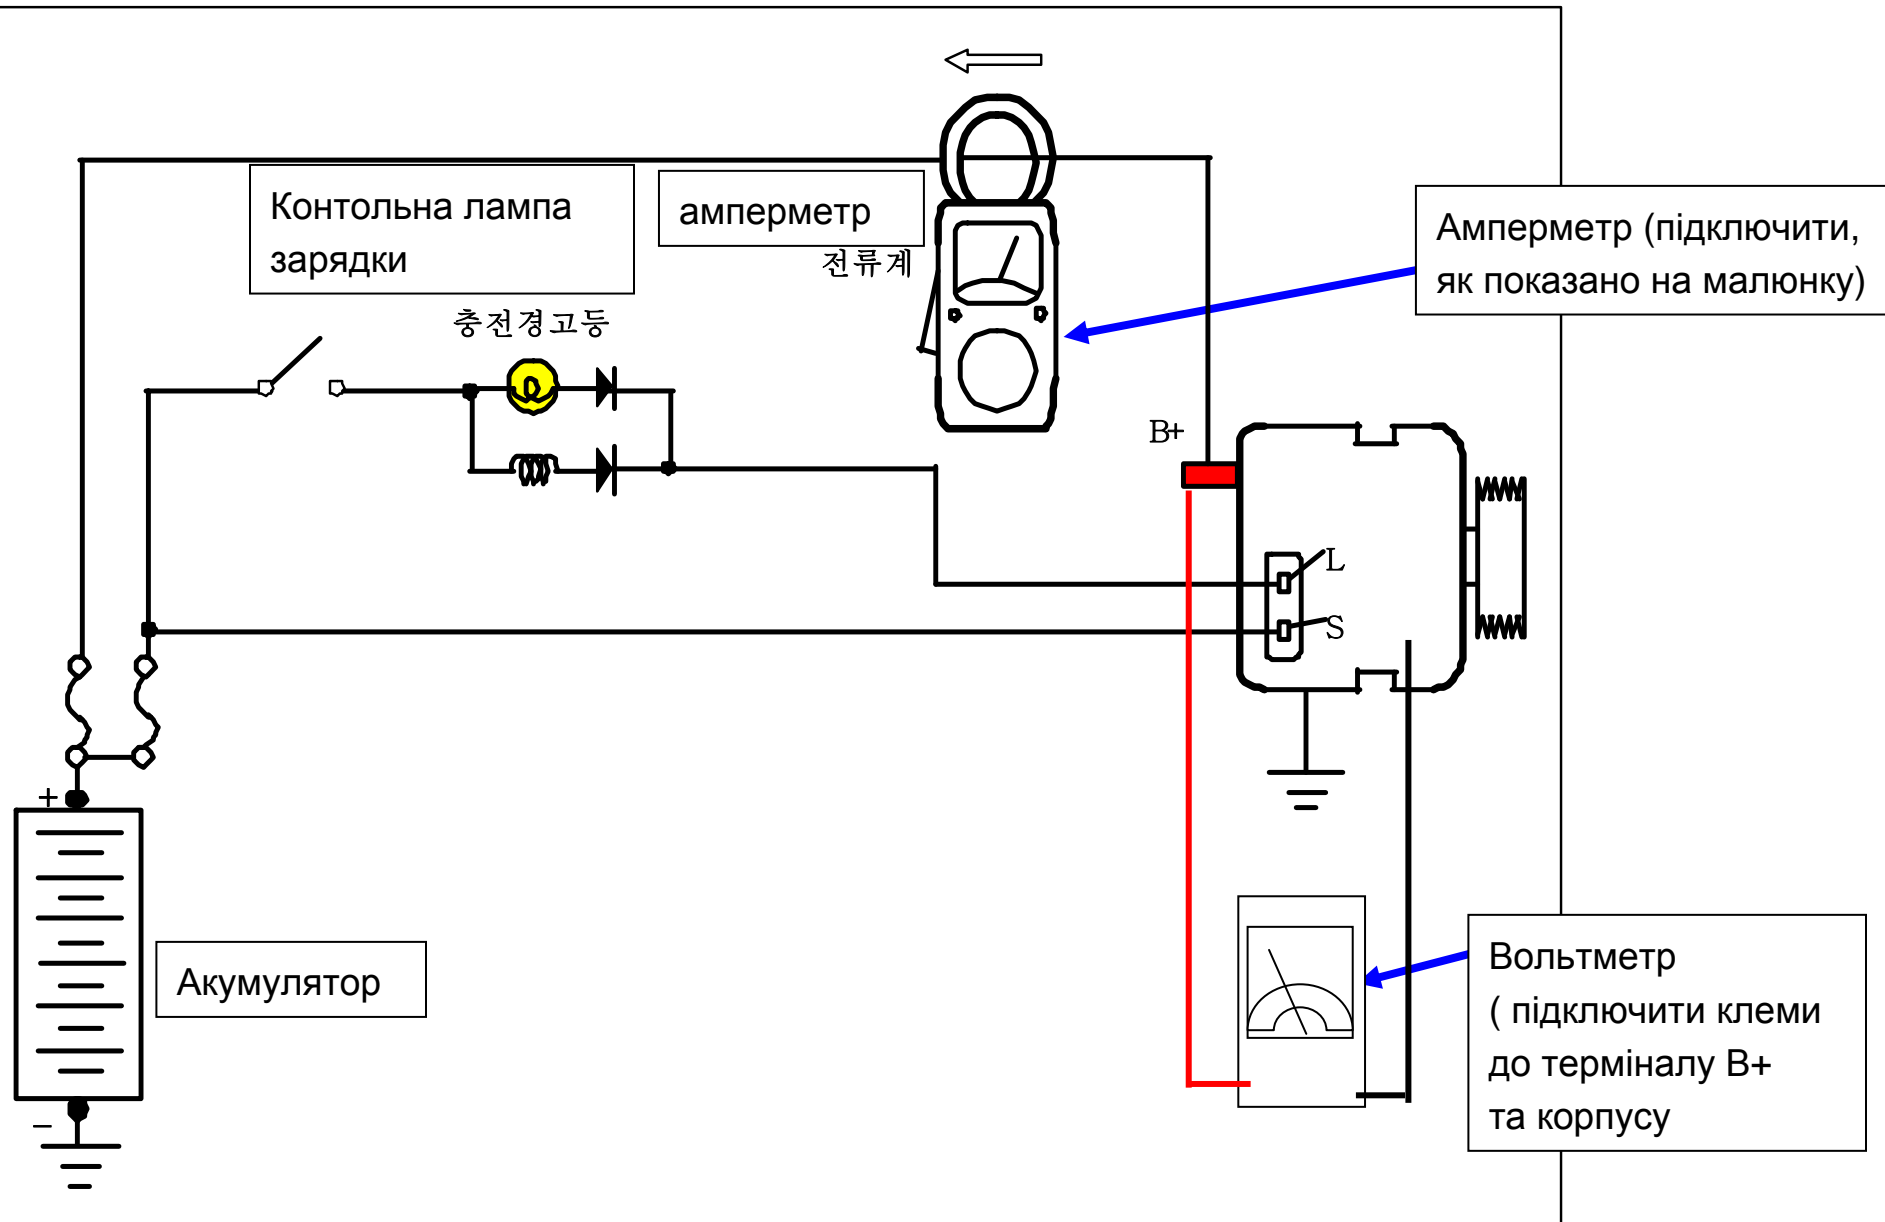 Контольна лампа
зарядки
амперметр
전류계
충전경고등
Амперметр (підключити,
як показано на малюнку)
B+
L
S
+
Акумулятор
−
Вольтметр
( підключити клеми
до терміналу B+
та корпусу